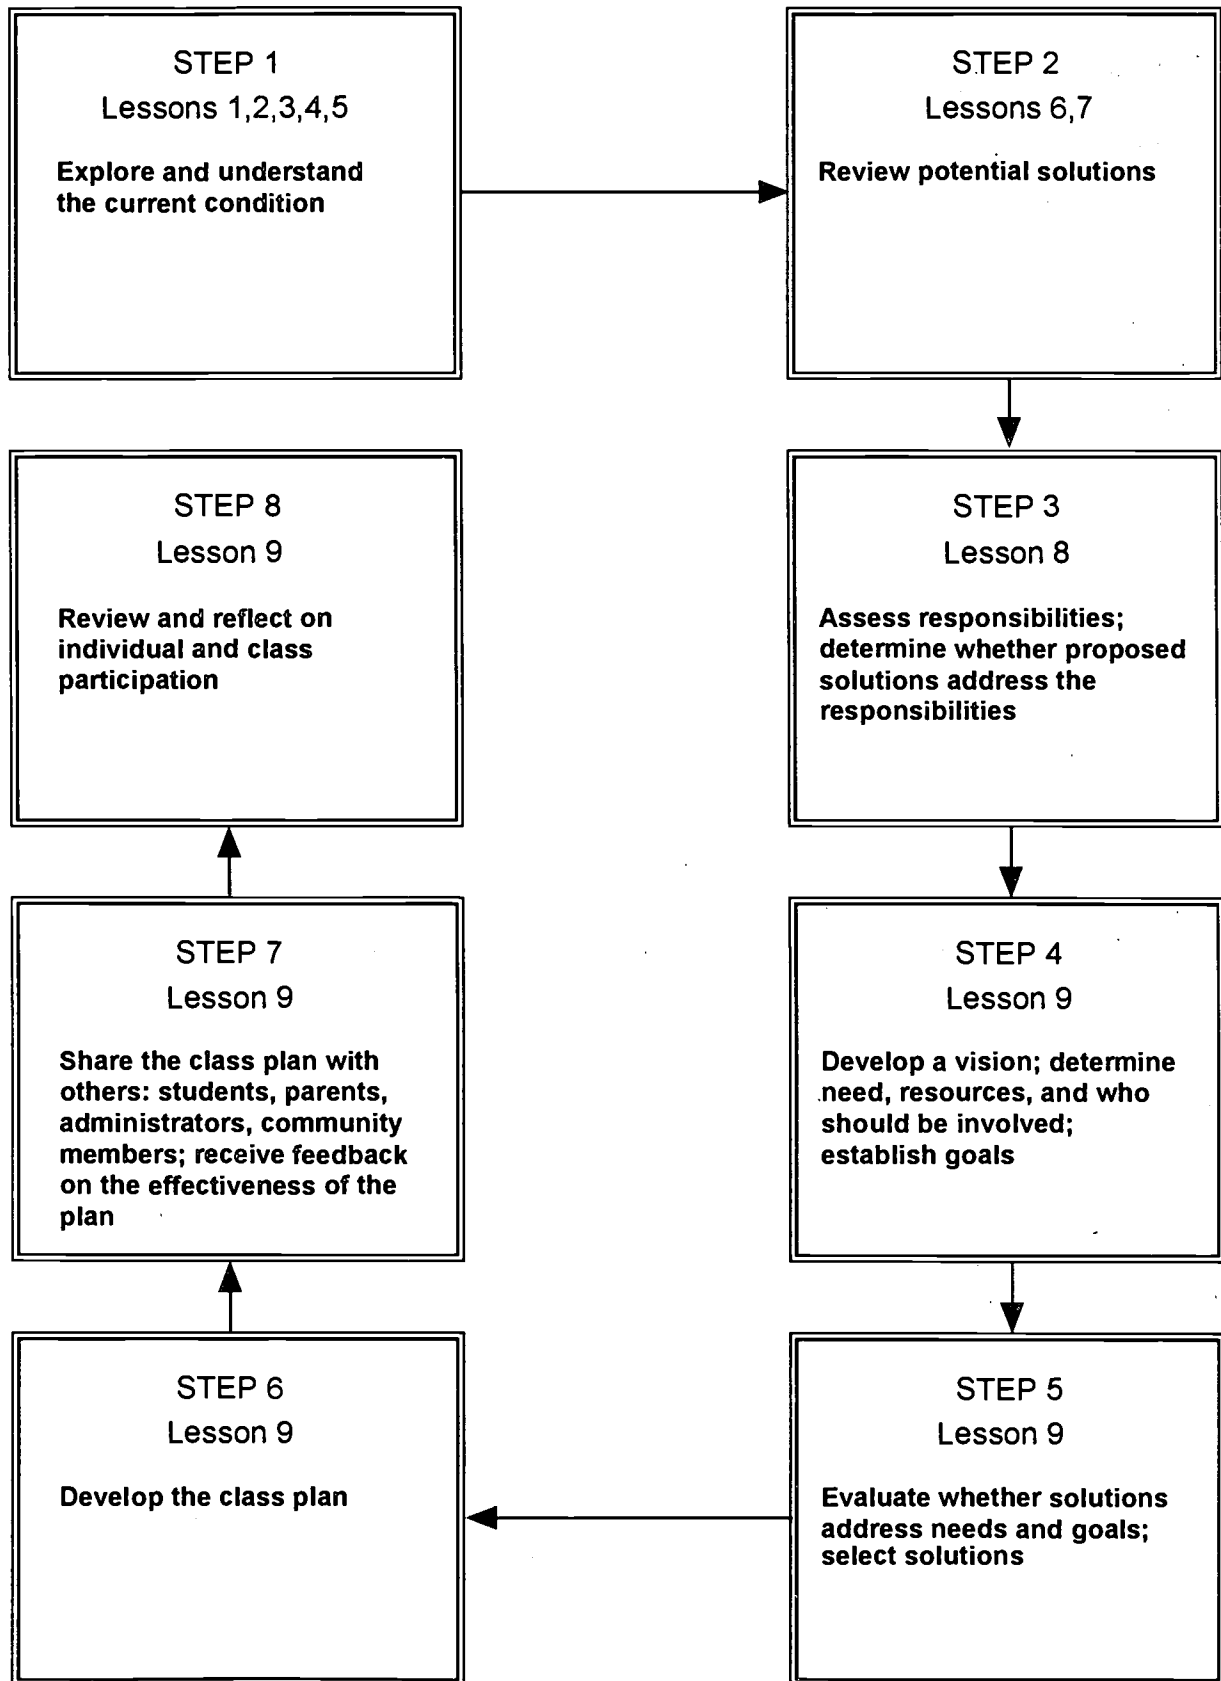 STEP 1
Lessons 1,2,3,4,5
Explore and understand
the current condition
STEP 2
Lessons 6,7
Review potential solutions
STEP 3
Lesson 8
Assess responsibilities;
determine whether proposed
solutions address the
responsibilities
STEP 4
Lesson 9
Develop a vision; determine
need, resources, and who
should be involved;
establish goals
STEP 5
Lesson 9
Evaluate whether solutions
address needs and goals;
select solutions
STEP 6
Lesson 9
Develop the class plan
STEP 7
Lesson 9
Share the class plan with
others: students, parents,
administrators, community
members; receive feedback
on the effectiveness of the
plan
STEP 8
Lesson 9
Review and reflect on
individual and class
participation